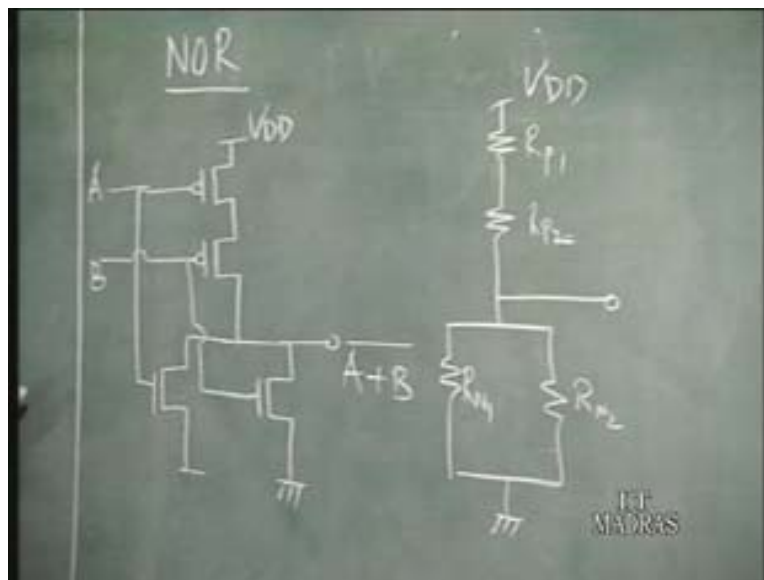 NOR
VDD
A
B
A+B
VDD
Rp1
Rp2
RN1
Rn2
IIT
MADRAS